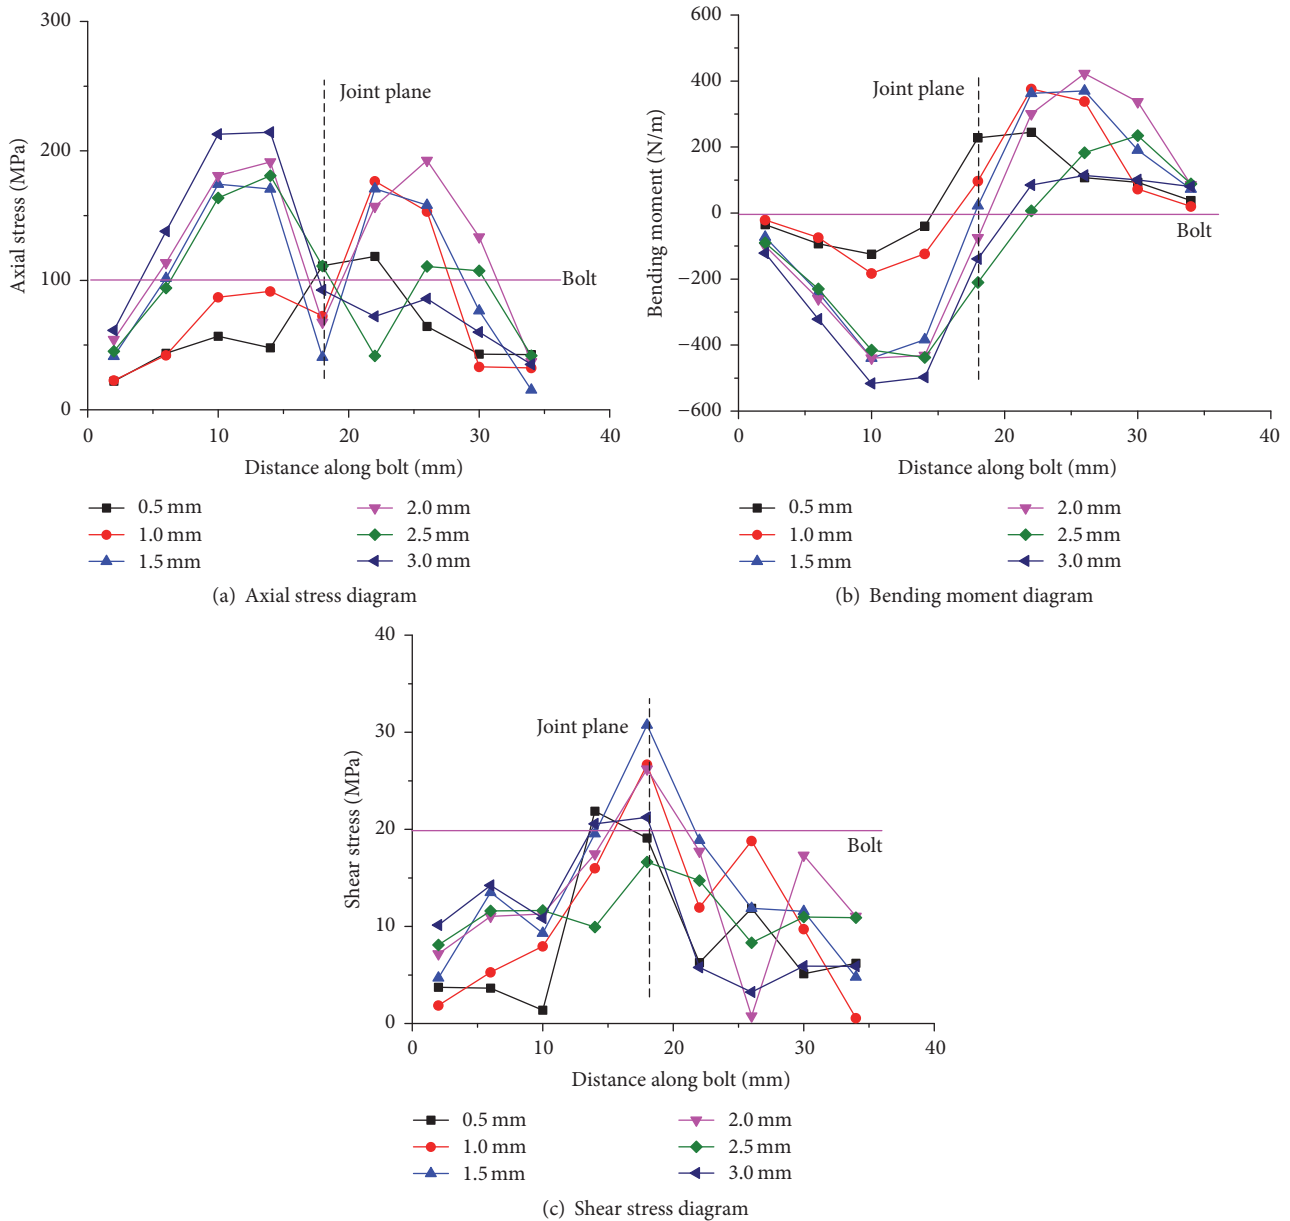 300
250
200
150
100
50
0
Axial stress (MPa)
Joint plane
Bolt
0 10 20 30 40
Distance along bolt (mm)
0.5 mm
1.0 mm
1.5 mm
2.0 mm
2.5 mm
3.0 mm
(a) Axial stress diagram
600
400
200
0
−200
−400
−600
Bending moment (N/m)
Joint plane
Bolt
0 10 20 30 40
Distance along bolt (mm)
0.5 mm
1.0 mm
1.5 mm
2.0 mm
2.5 mm
3.0 mm
(b) Bending moment diagram
40
30
20
10
0
Shear stress (MPa)
Joint plane
Bolt
0 10 20 30 40
Distance along bolt (mm)
0.5 mm
1.0 mm
1.5 mm
2.0 mm
2.5 mm
3.0 mm
(c) Shear stress diagram